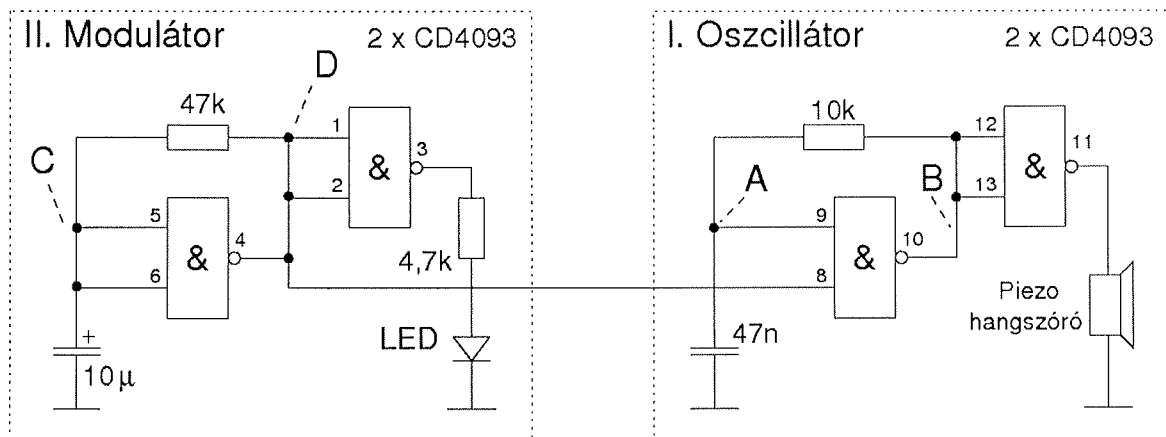 II. Modulátor
2 x CD4093
D
47k
1
2
&
3
C
5
6
&
4
4,7k
LED
+
10µ
I. Oszcillátor
2 x CD4093
10k
12
13
&
11
A
B
9
8
&
10
47n
Piezo
hangszóró